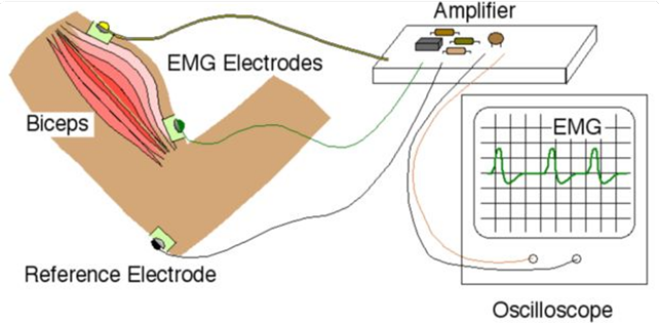 Amplifier
EMG Electrodes
Biceps
EMG
Reference Electrode
Oscilloscope